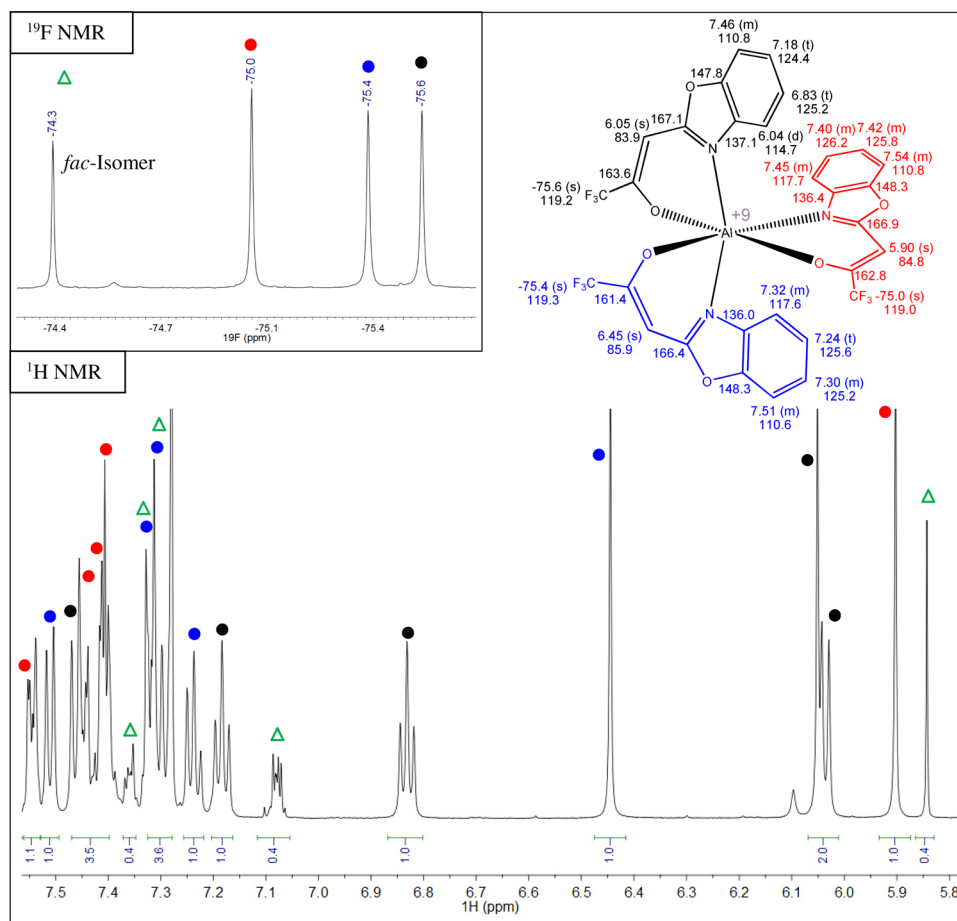 ¹⁹F NMR
-74.3
-75.0
-75.4
-75.6
fac-Isomer
-74.4 -74.7 -75.1 -75.4
19F (ppm)
7.46 (m)
110.8
7.18 (t)
124.4
6.83 (t)
125.2
6.04 (d)
114.7
147.8
O
167.1
N
137.1
6.05 (s)
83.9
163.6
-75.6 (s)
119.2
F₃C
O
Al
+9
7.40 (m)
126.2
7.42 (m)
125.8
7.45 (m)
117.7
7.54 (m)
110.8
136.4
148.3
N
O
166.9
5.90 (s)
84.8
O
162.8
CF₃
-75.0 (s)
119.0
O
-75.4 (s)
119.3
F₃C
161.4
6.45 (s)
85.9
166.4
N
136.0
O
148.3
7.32 (m)
117.6
7.24 (t)
125.6
7.30 (m)
125.2
7.51 (m)
110.6
¹H NMR
1.1 1.0 3.5 0.4 3.6 1.0 1.0 0.4 1.0 1.0 2.0 1.0 0.4
7.5 7.4 7.3 7.2 7.1 7.0 6.9 6.8 6.7 6.6 6.5 6.4 6.3 6.2 6.1 6.0 5.9 5.8
1H (ppm)